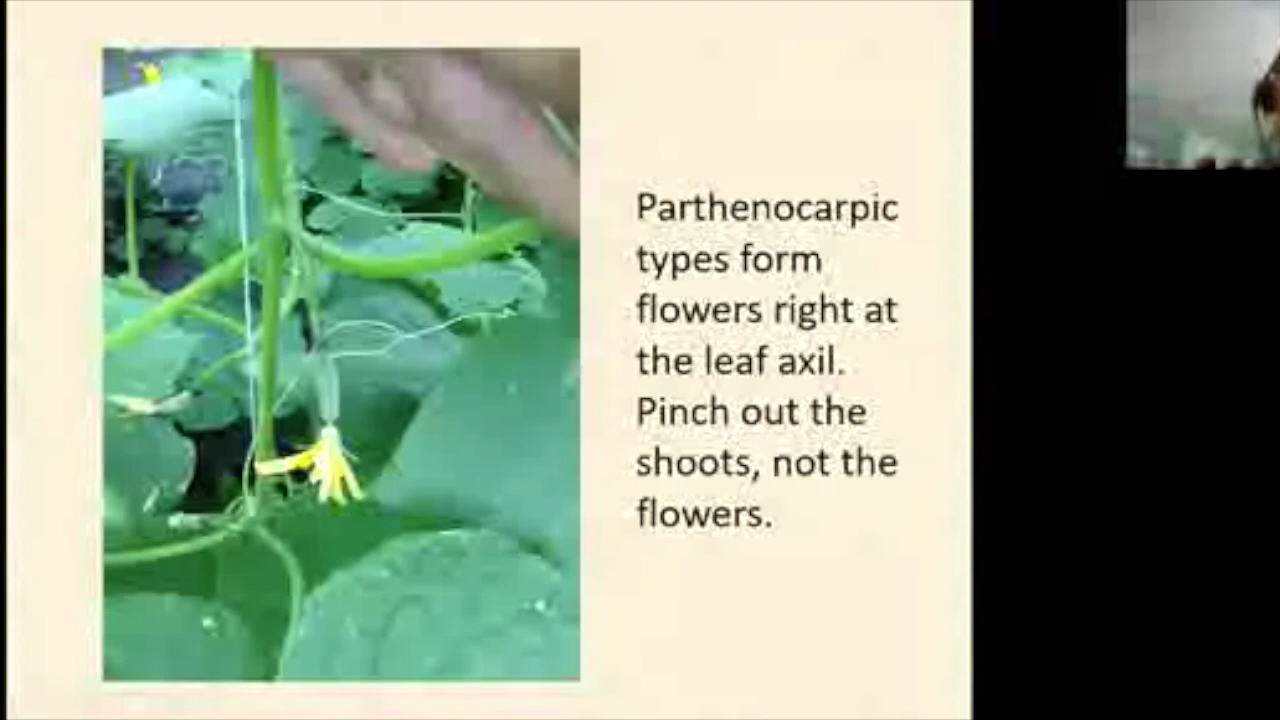 Parthenocarpic
types form
flowers right at
the leaf axil.
Pinch out the
shoots, not the
flowers.